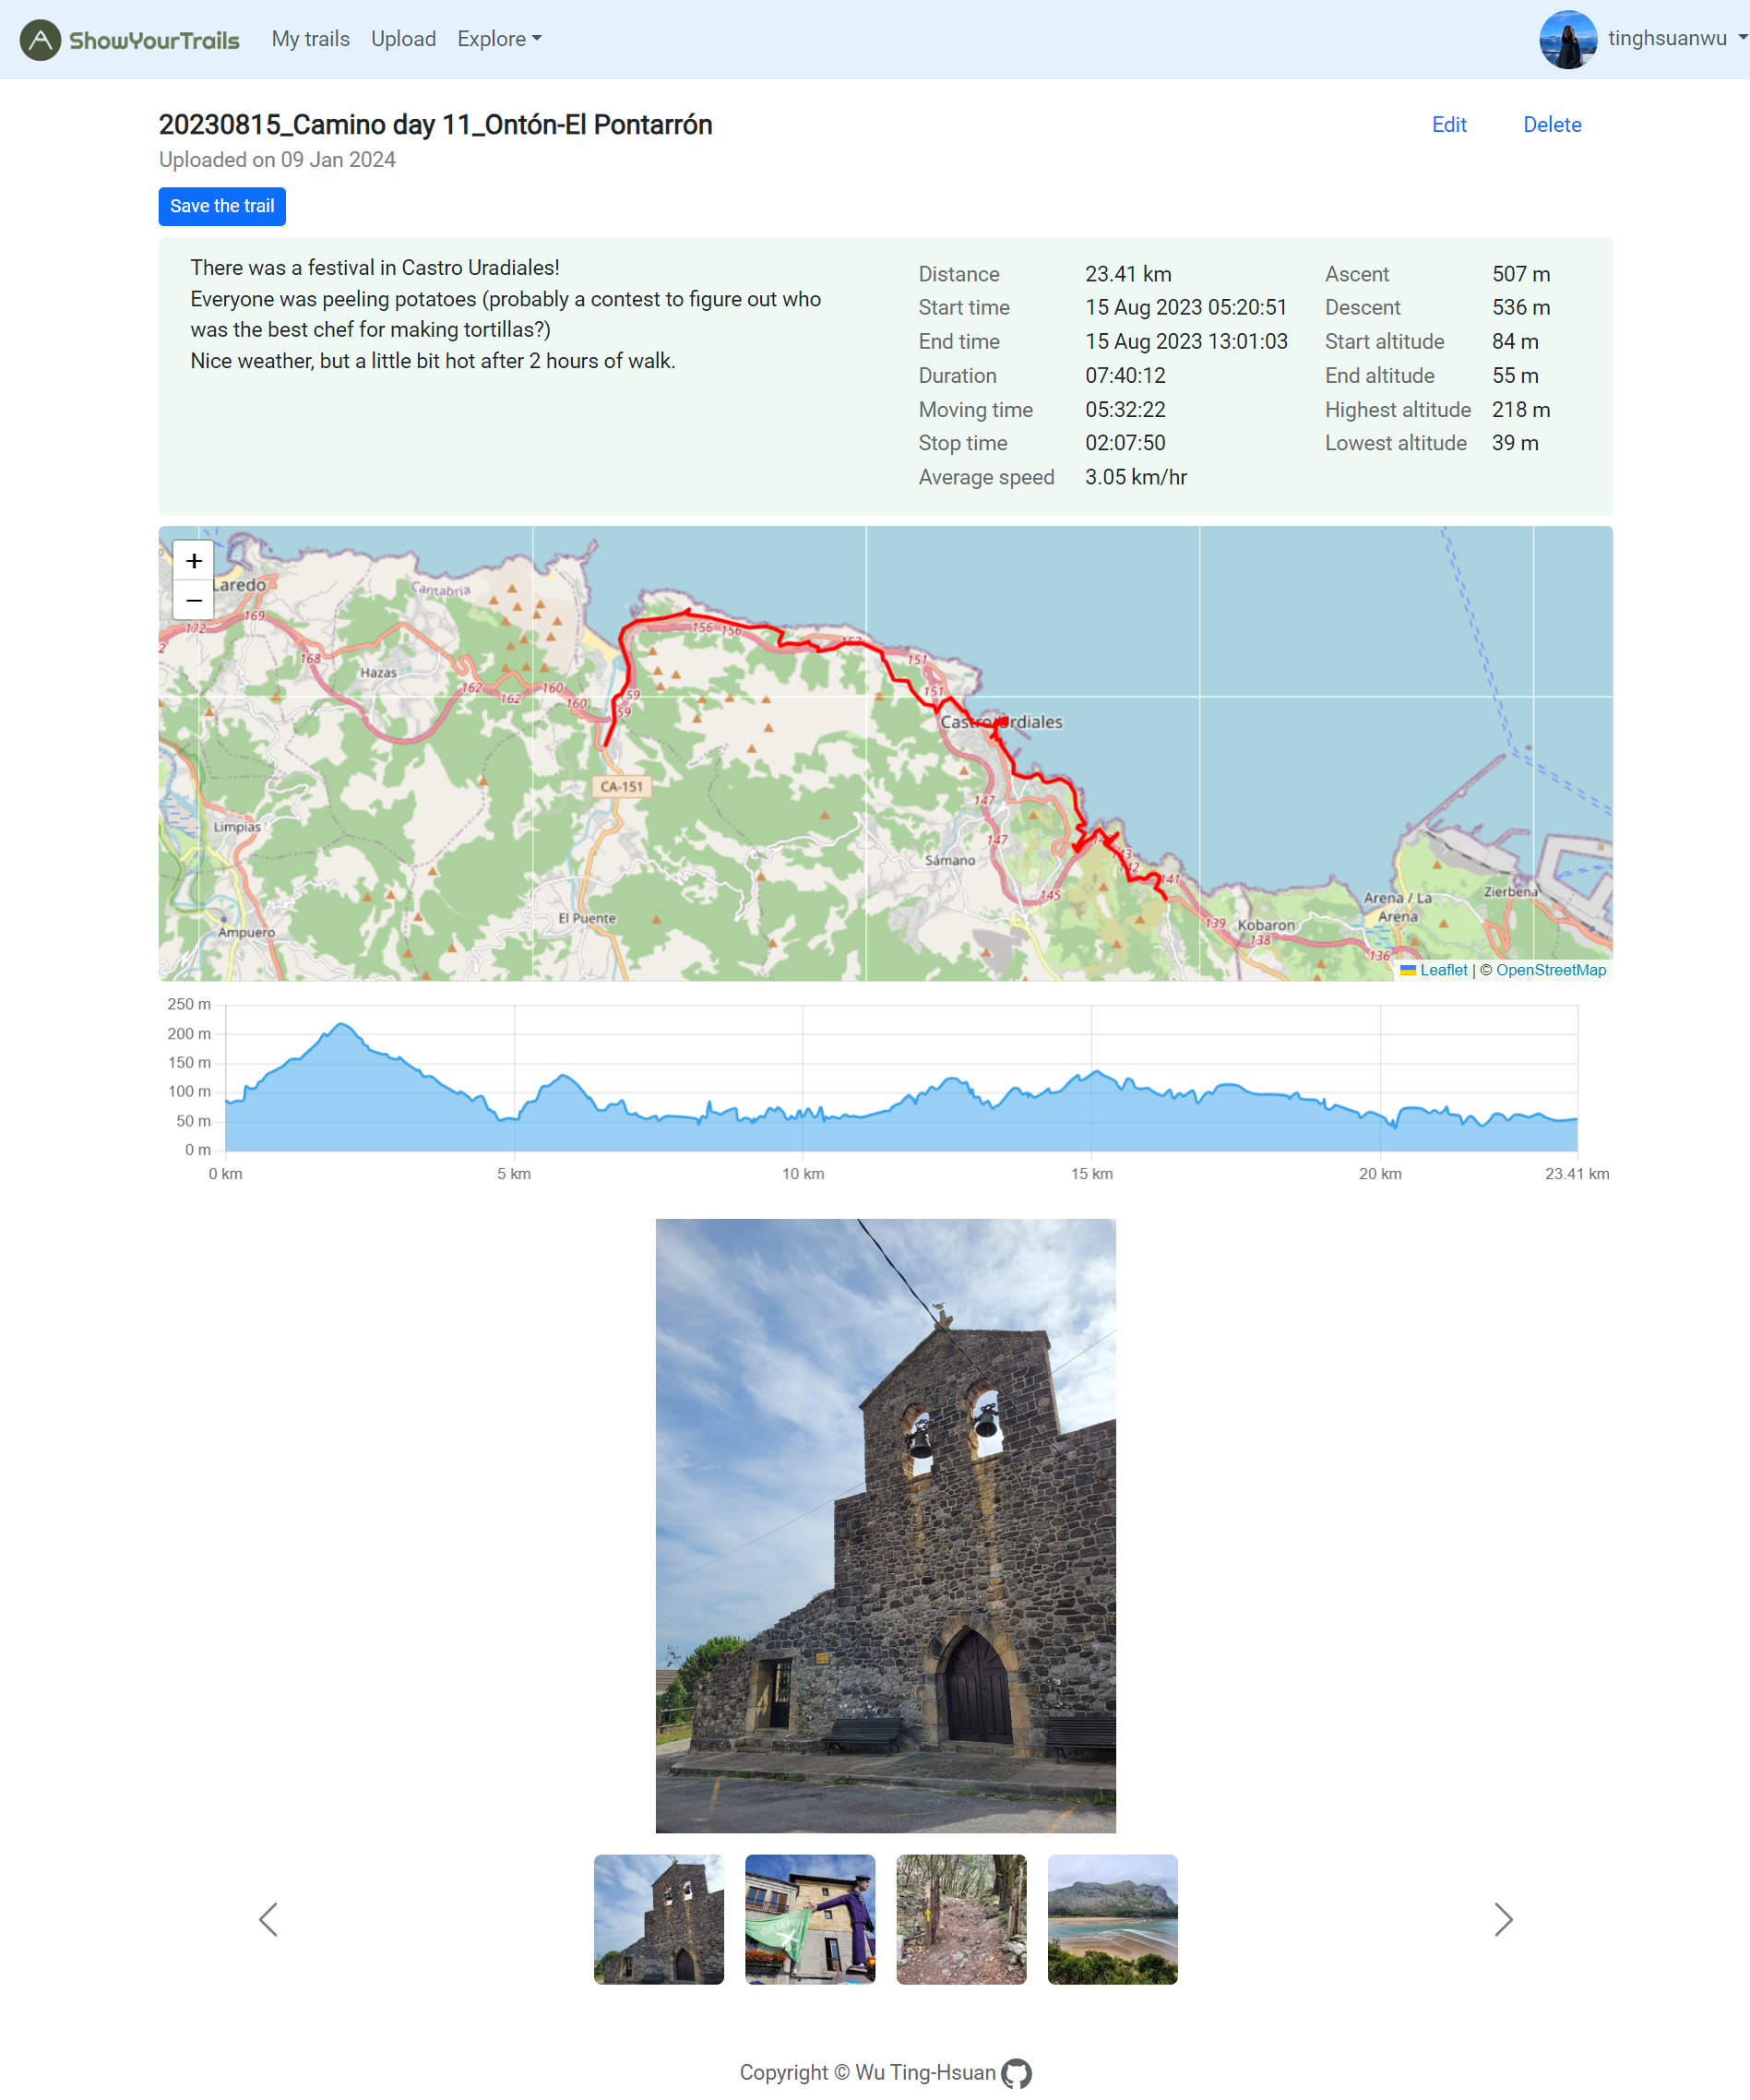 ShowYourTrails My trails Upload Explore tinghsuanwu
20230815_Camino day 11_Ontón-El Pontarrón Edit Delete
Uploaded on 09 Jan 2024
Save the trail
There was a festival in Castro Uradiales!
Everyone was peeling potatoes (probably a contest to figure out who
was the best chef for making tortillas?)
Nice weather, but a little bit hot after 2 hours of walk.
Distance 23.41 km Ascent 507 m
Start time 15 Aug 2023 05:20:51 Descent 536 m
End time 15 Aug 2023 13:01:03 Start altitude 84 m
Duration 07:40:12 End altitude 55 m
Moving time 05:32:22 Highest altitude 218 m
Stop time 02:07:50 Lowest altitude 39 m
Average speed 3.05 km/hr
+
−
Laredo
Cantabria
169
172
168
156 156
153
151
Hazas
162
162
160
160
59
59
151
Castro Urdiales
CA-151
147
147
Limpias
Sámano
141
145
Arena / La
Arena
Zierbena
El Puente
139
Kobaron
138
136
Ampuero
Leaflet | © OpenStreetMap
250 m
200 m
150 m
100 m
50 m
0 m
0 km 5 km 10 km 15 km 20 km 23.41 km
Copyright © Wu Ting-Hsuan